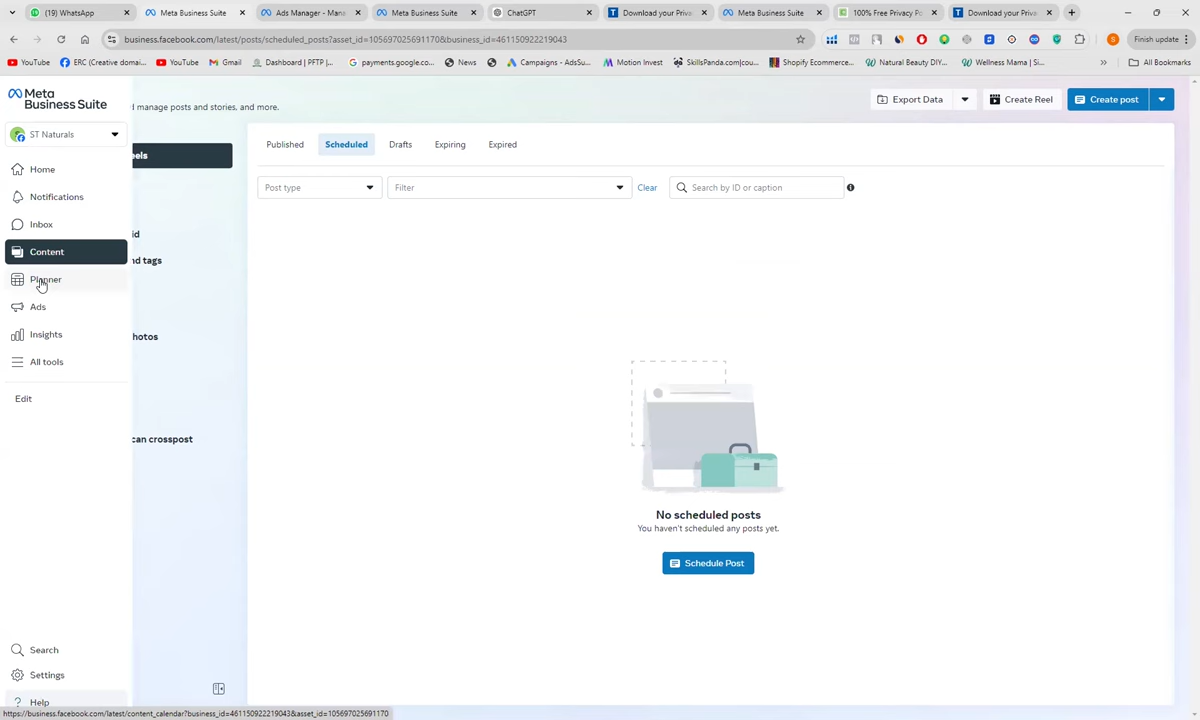 (19) WhatsApp
Meta Business Suite
Ads Manager - Mana
Meta Business Suite
ChatGPT
Download your Priva
Meta Business Suite
100% Free Privacy Po
Download your Priva
business.facebook.com/latest/posts/scheduled_posts?asset_id=105697025691170&business_id=461150922219043
S
Finish update
YouTube
ERC (Creative domai...
YouTube
Gmail
Dashboard | PFTP |...
payments.google.co...
News
Campaigns - AdsSu...
Motion Invest
SkillsPanda.com|cou...
Shopify Ecommerce...
Natural Beauty DIY...
Wellness Mama | Si...
»
All Bookmarks
Meta
Business Suite
d manage posts and stories, and more.
Export Data
Create Reel
Create post
ST Naturals
Home
Notifications
Inbox
Content
Planner
Ads
Insights
All tools
Edit
Search
Settings
Help
eels
id
nd tags
hotos
can crosspost
Published
Scheduled
Drafts
Expiring
Expired
Post type
Filter
Clear
Search by ID or caption
No scheduled posts
You haven't scheduled any posts yet.
Schedule Post
https://business.facebook.com/latest/content_calendar?business_id=461150922219043&asset_id=105697025691170